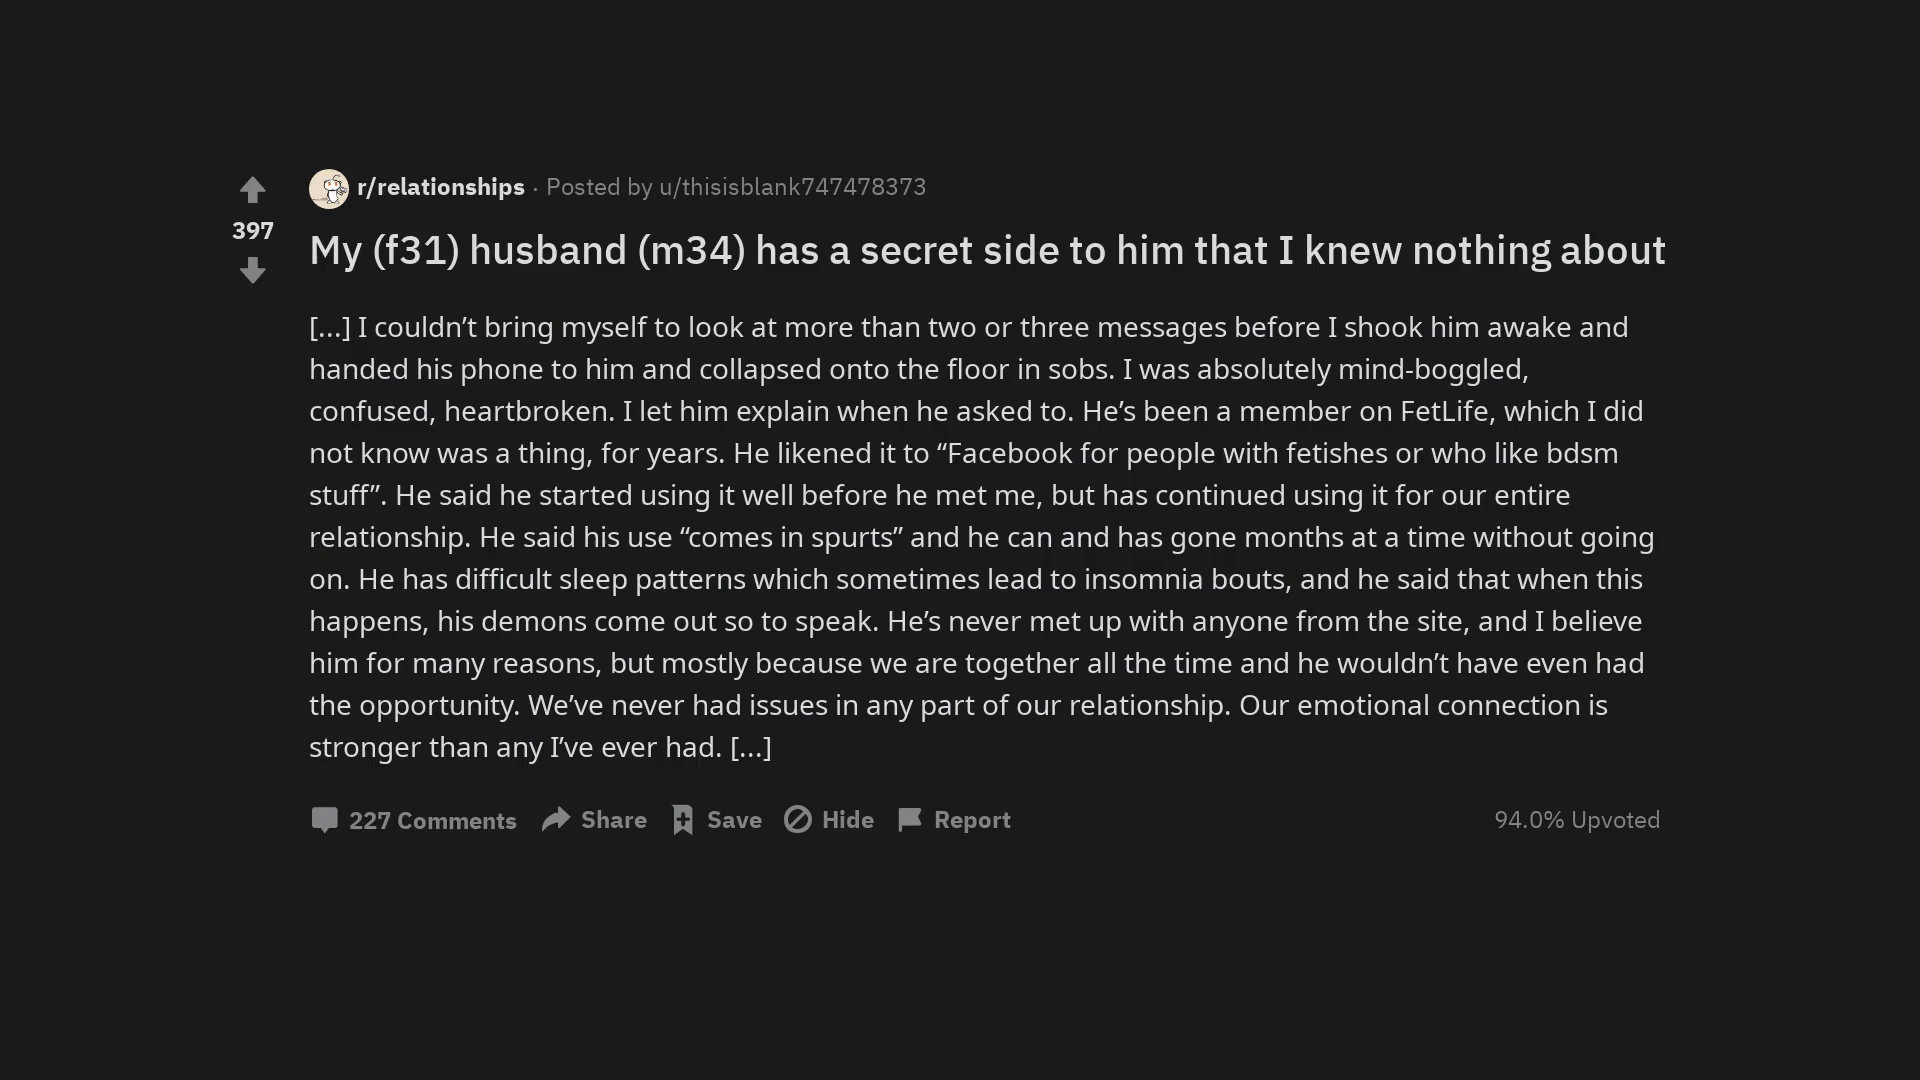 r/relationships · Posted by u/thisisblank747478373
397
My (f31) husband (m34) has a secret side to him that I knew nothing about
[...] I couldn’t bring myself to look at more than two or three messages before I shook him awake and
handed his phone to him and collapsed onto the floor in sobs. I was absolutely mind-boggled,
confused, heartbroken. I let him explain when he asked to. He’s been a member on FetLife, which I did
not know was a thing, for years. He likened it to “Facebook for people with fetishes or who like bdsm
stuff”. He said he started using it well before he met me, but has continued using it for our entire
relationship. He said his use “comes in spurts” and he can and has gone months at a time without going
on. He has difficult sleep patterns which sometimes lead to insomnia bouts, and he said that when this
happens, his demons come out so to speak. He’s never met up with anyone from the site, and I believe
him for many reasons, but mostly because we are together all the time and he wouldn’t have even had
the opportunity. We’ve never had issues in any part of our relationship. Our emotional connection is
stronger than any I’ve ever had. [...]
227 Comments Share Save Hide Report 94.0% Upvoted